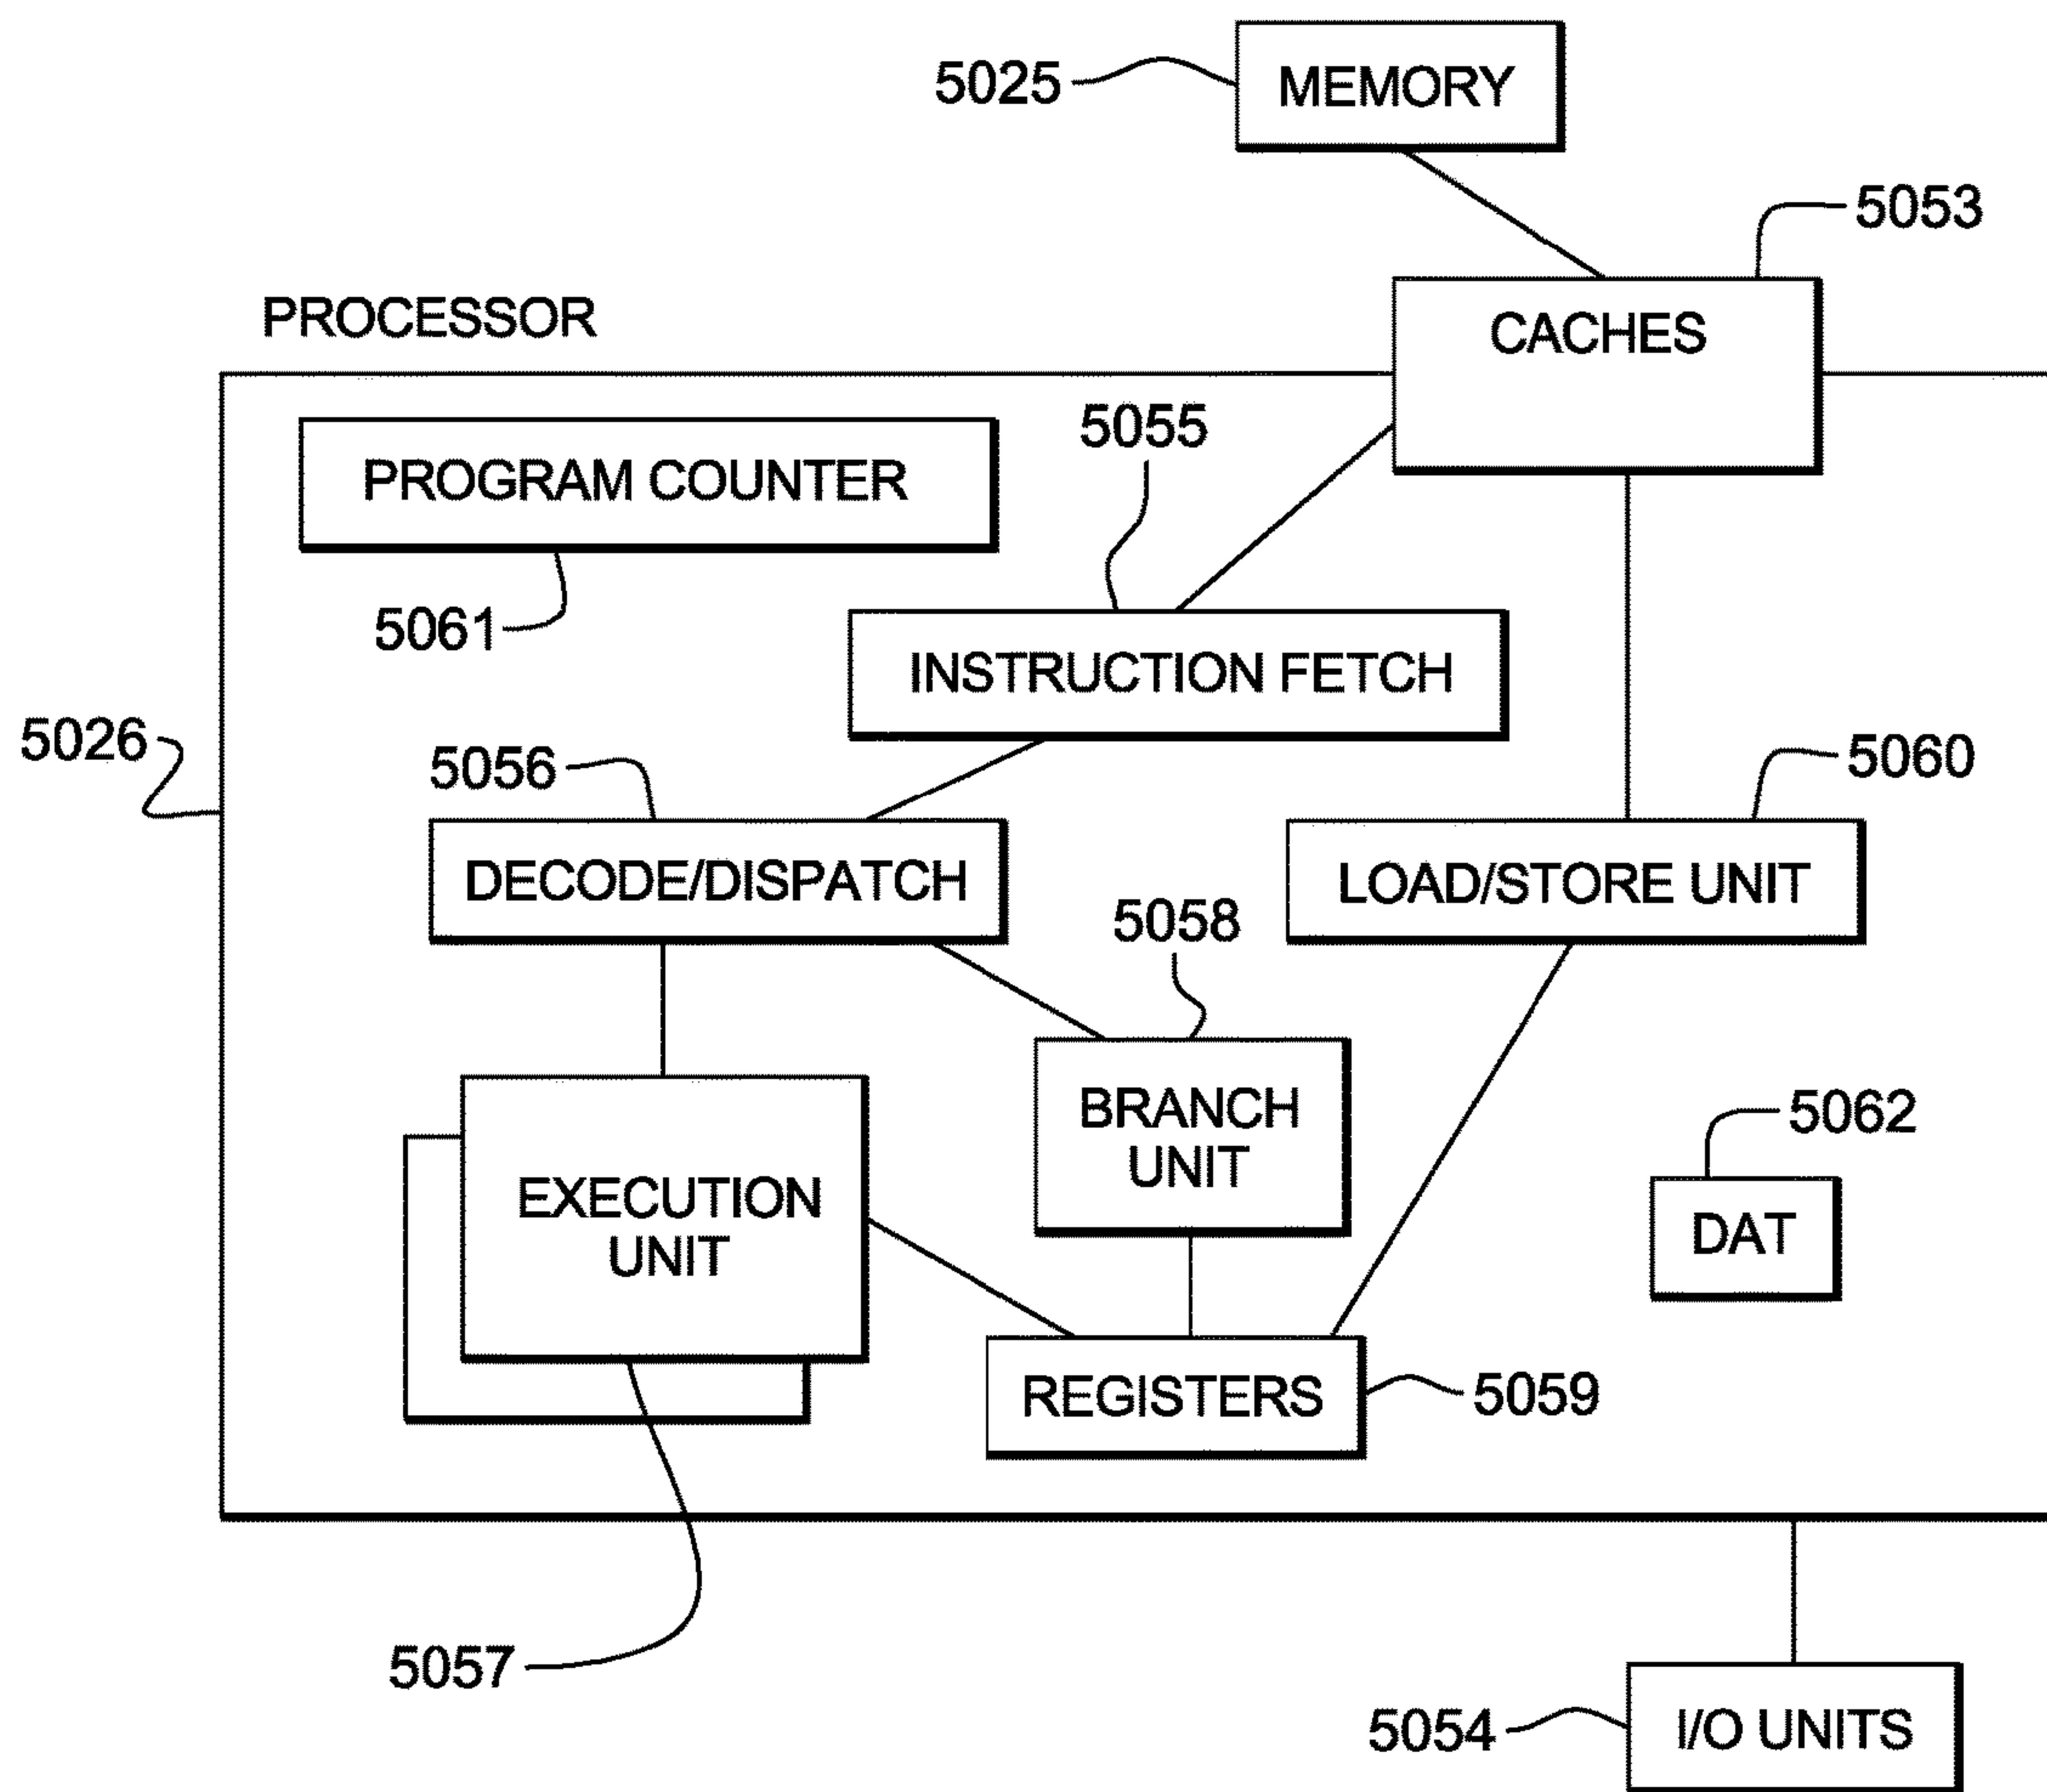 5025
MEMORY
5053
PROCESSOR
CACHES
5055
PROGRAM COUNTER
5061
INSTRUCTION FETCH
5026
5056
5060
DECODE/DISPATCH
LOAD/STORE UNIT
5058
BRANCH
UNIT
5062
EXECUTION
UNIT
DAT
REGISTERS
5059
5057
5054
I/O UNITS